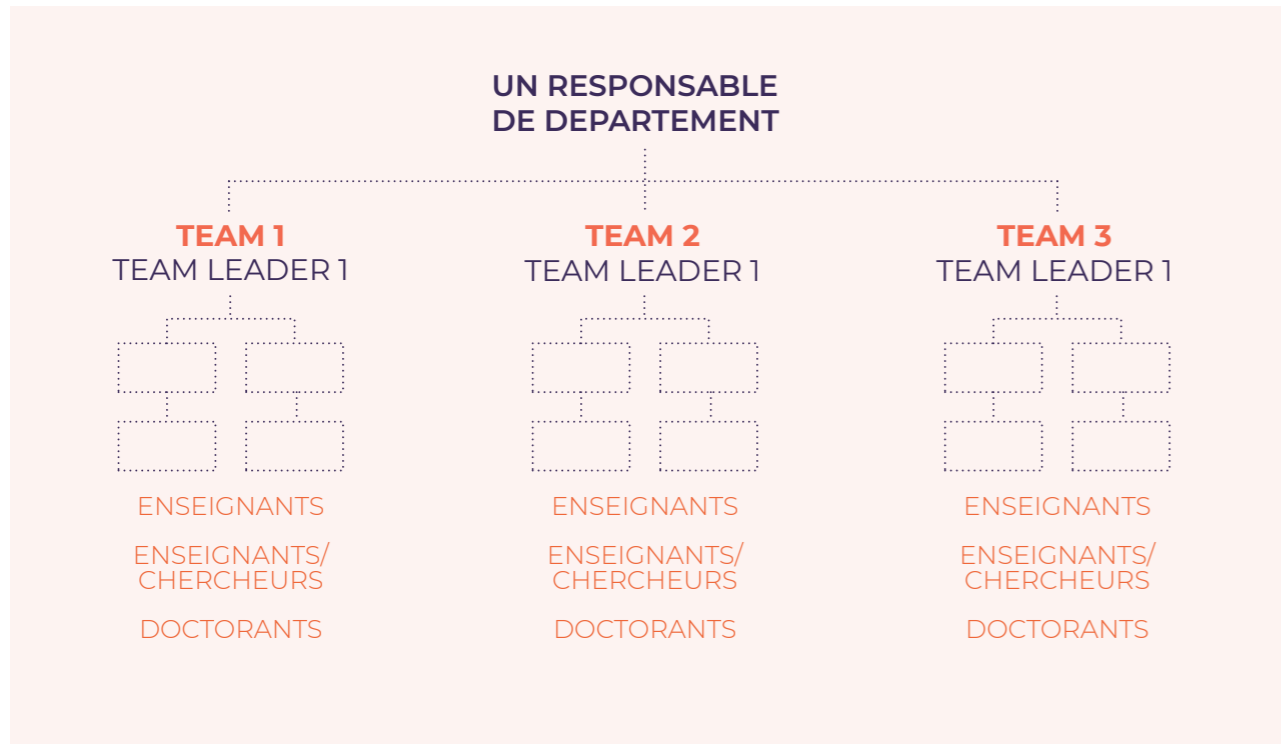 UN RESPONSABLE
DE DEPARTEMENT
TEAM 1
TEAM LEADER 1
TEAM 2
TEAM LEADER 1
TEAM 3
TEAM LEADER 1
ENSEIGNANTS
ENSEIGNANTS/
CHERCHEURS
DOCTORANTS
ENSEIGNANTS
ENSEIGNANTS/
CHERCHEURS
DOCTORANTS
ENSEIGNANTS
ENSEIGNANTS/
CHERCHEURS
DOCTORANTS